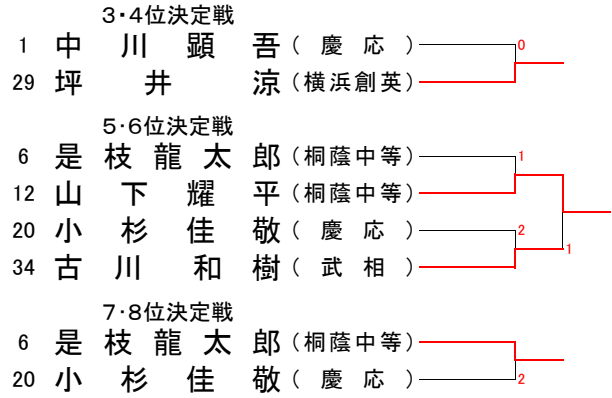 3・4位決定戦
1 中川顕吾(慶応) 0
29 坪井涼(横浜創英)
5・6位決定戦
6 是枝龍太郎(桐蔭中等) 1
12 山下耀平(桐蔭中等)
20 小杉佳敬(慶応) 2
1
34 古川和樹(武相)
7・8位決定戦
6 是枝龍太郎(桐蔭中等)
20 小杉佳敬(慶応) 2